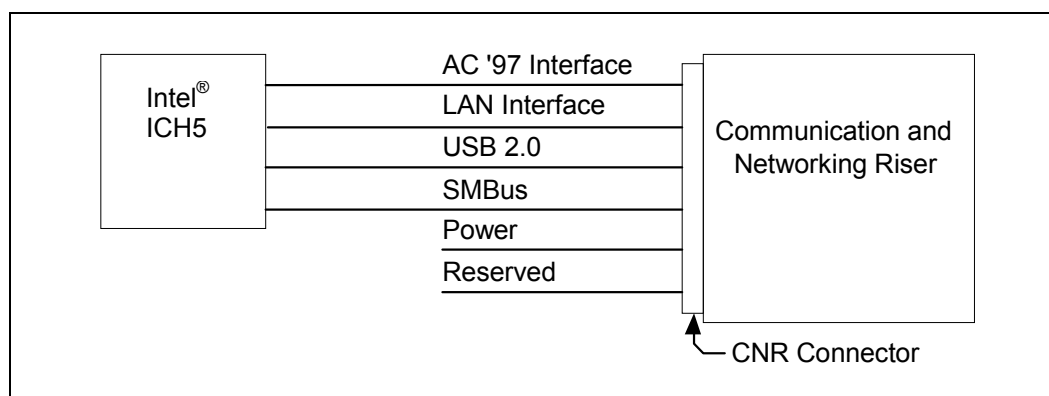 Intel®
ICH5
AC '97 Interface
LAN Interface
USB 2.0
SMBus
Power
Reserved
Communication and
Networking Riser
CNR Connector